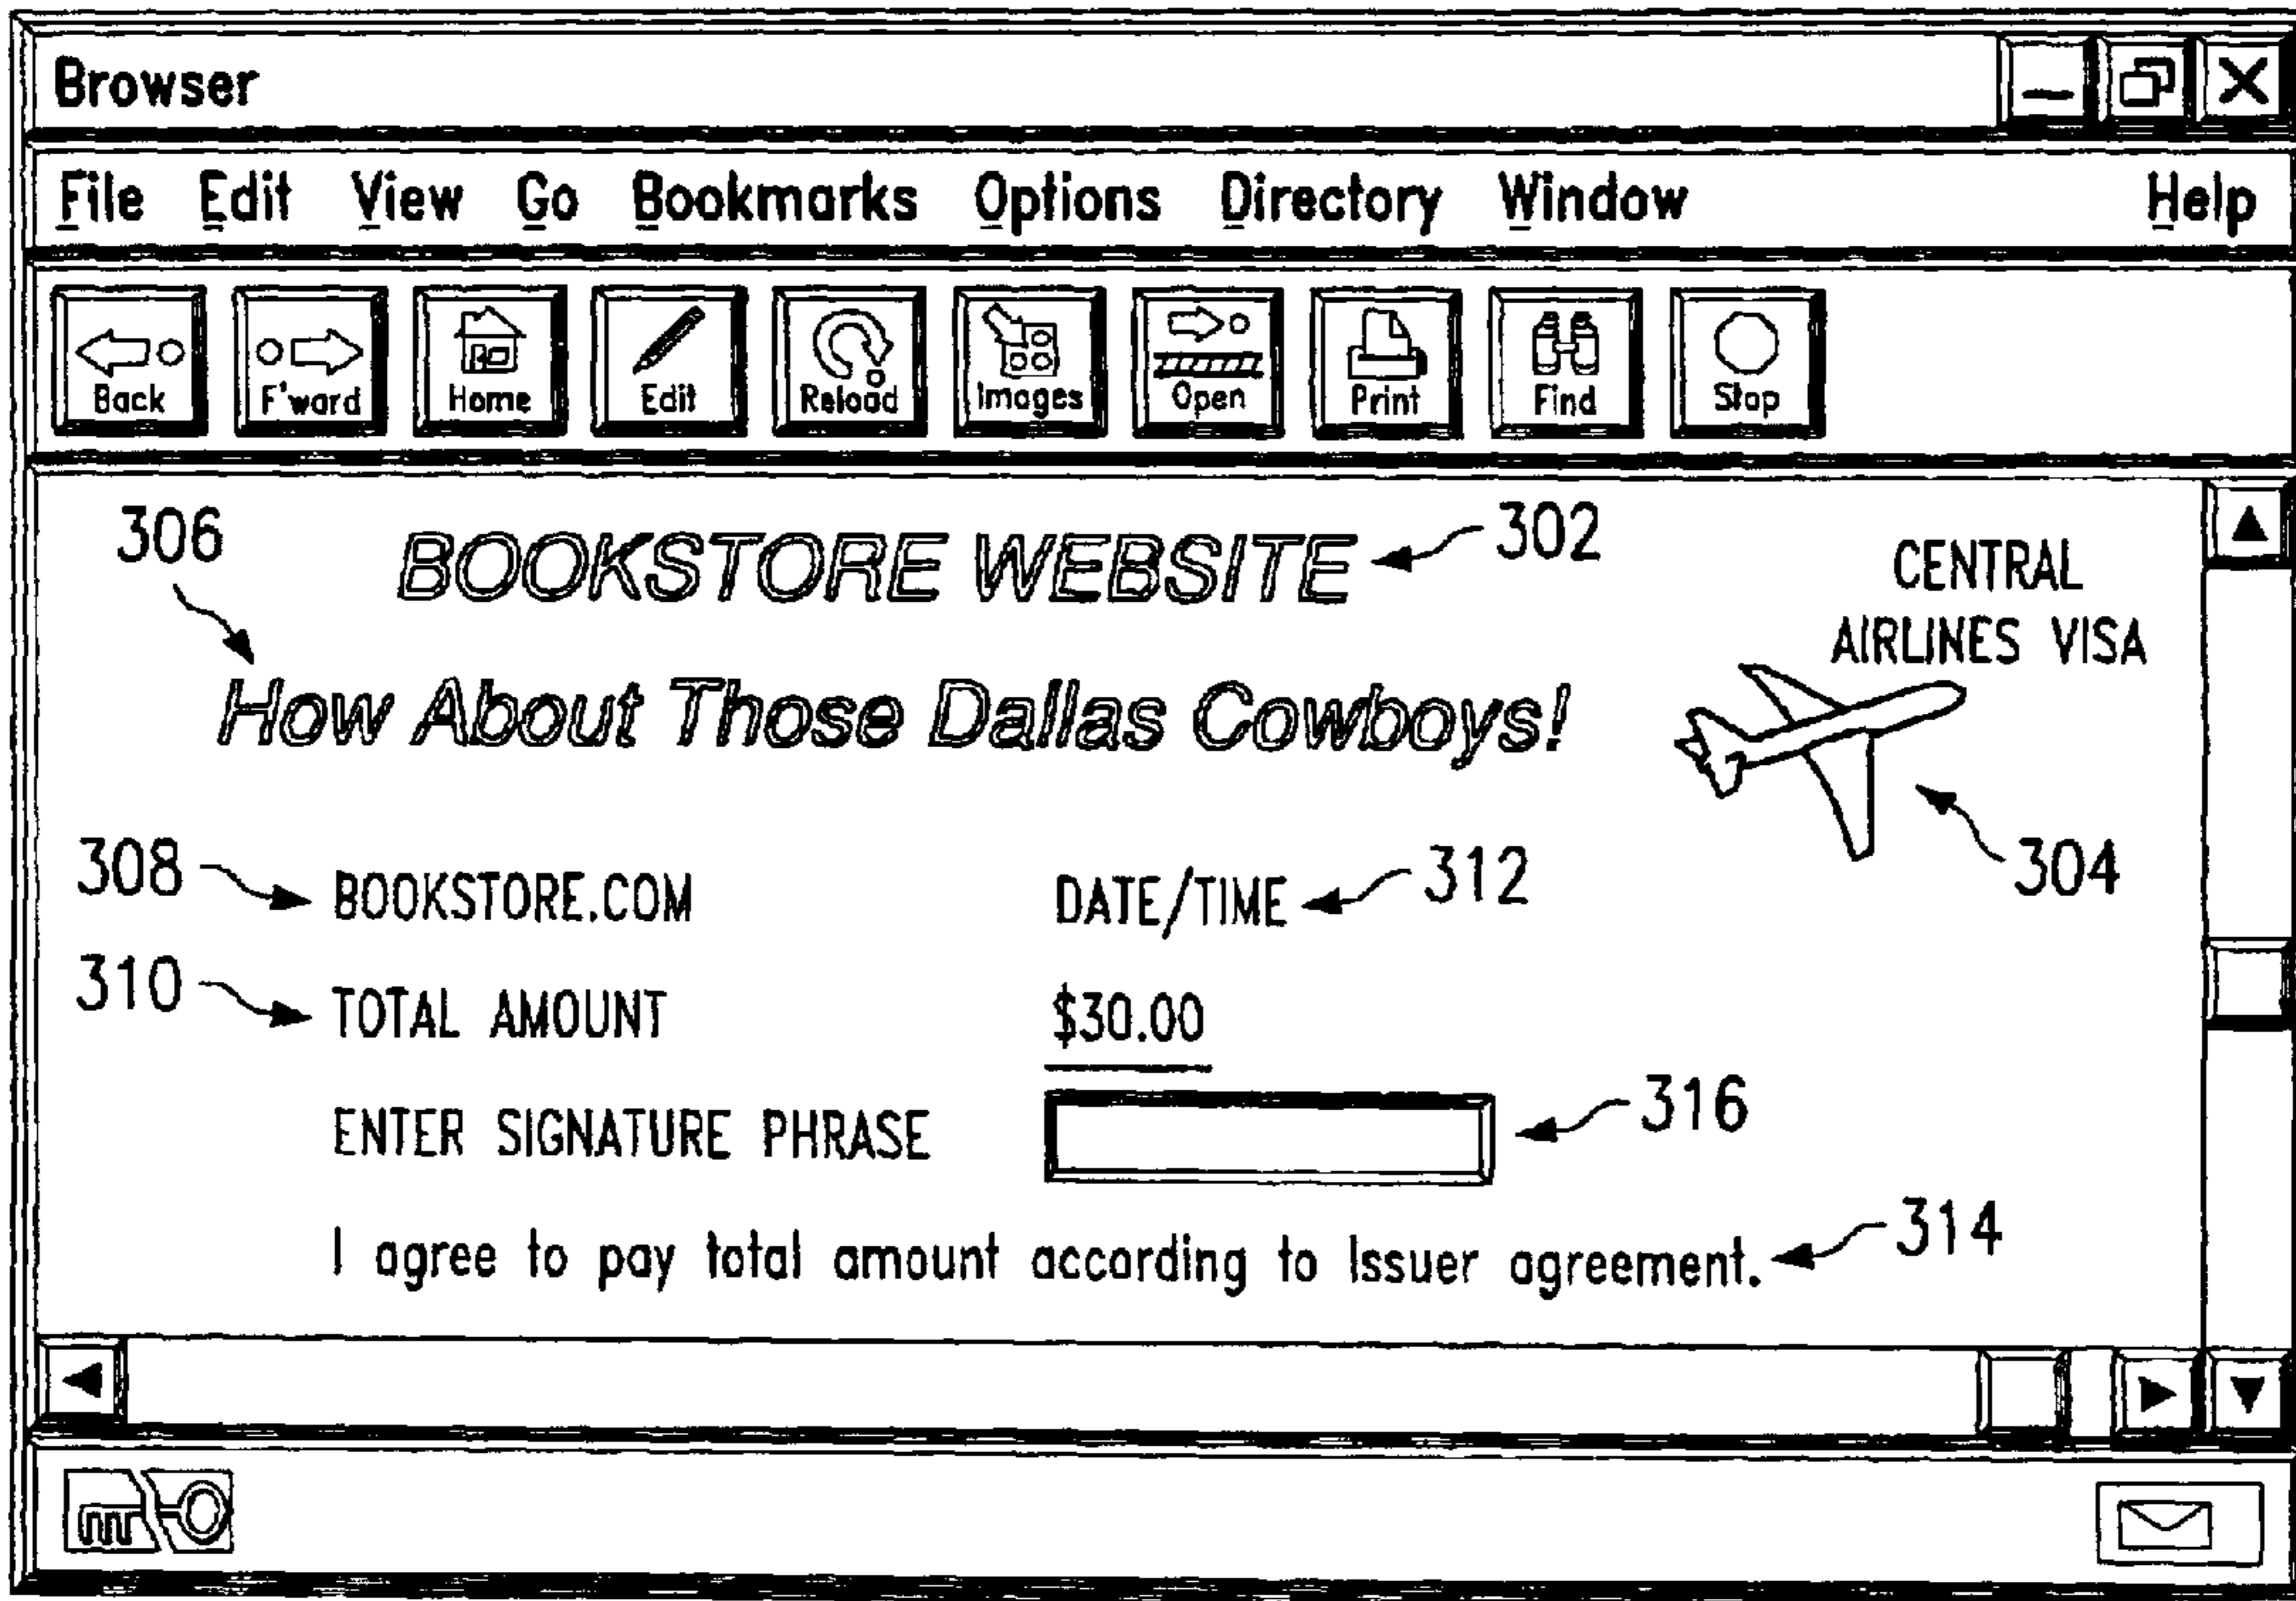 Browser
File Edit View Go Bookmarks Options Directory Window Help
Back F'ward Home Edit Reload Images Open Print Find Stop
306 BOOKSTORE WEBSITE 302
CENTRAL
AIRLINES VISA
How About Those Dallas Cowboys!
304
308 BOOKSTORE.COM DATE/TIME 312
310 TOTAL AMOUNT $30.00
ENTER SIGNATURE PHRASE 316
I agree to pay total amount according to Issuer agreement. 314